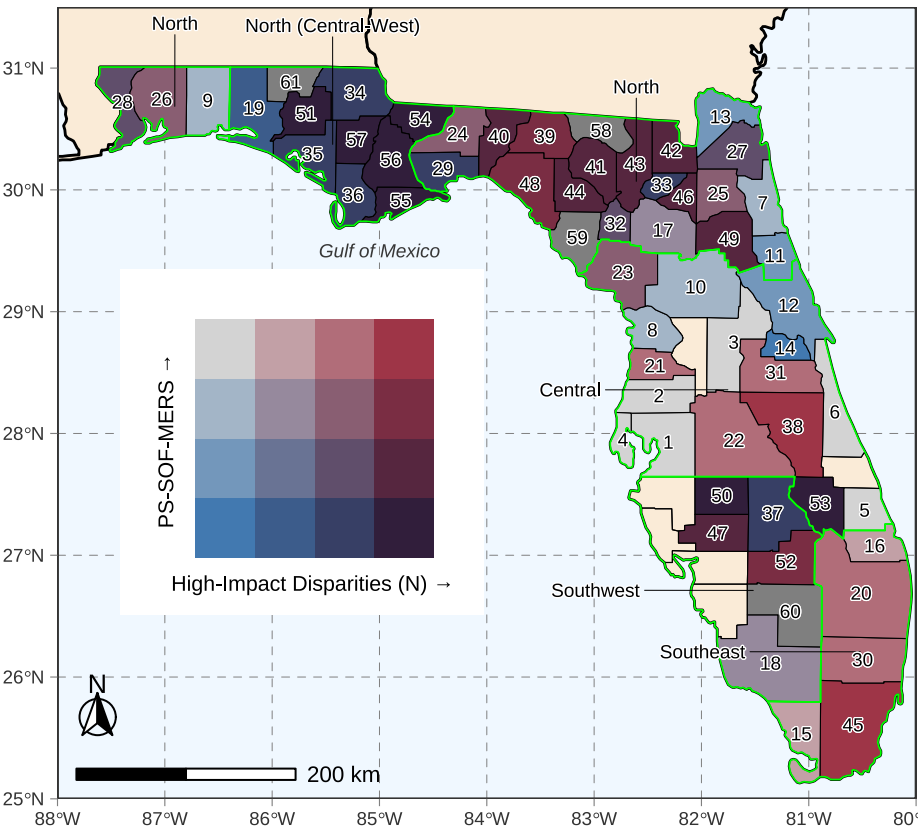 North
North (Central-West)
North
31°N
30°N
29°N
28°N
27°N
26°N
25°N
28
26
9
19
61
51
34
35
57
54
56
36
55
24
29
40
39
58
42
43
41
44
48
33
46
25
32
17
59
49
13
27
7
11
Gulf of Mexico
23
10
12
8
3
14
21
31
2
Central
6
4
1
22
38
50
37
53
5
47
52
16
Southwest
60
20
Southeast
18
30
15
45
PS-SOF-MERS →
High-Impact Disparities (N) →
N
200 km
88°W
87°W
86°W
85°W
84°W
83°W
82°W
81°W
80